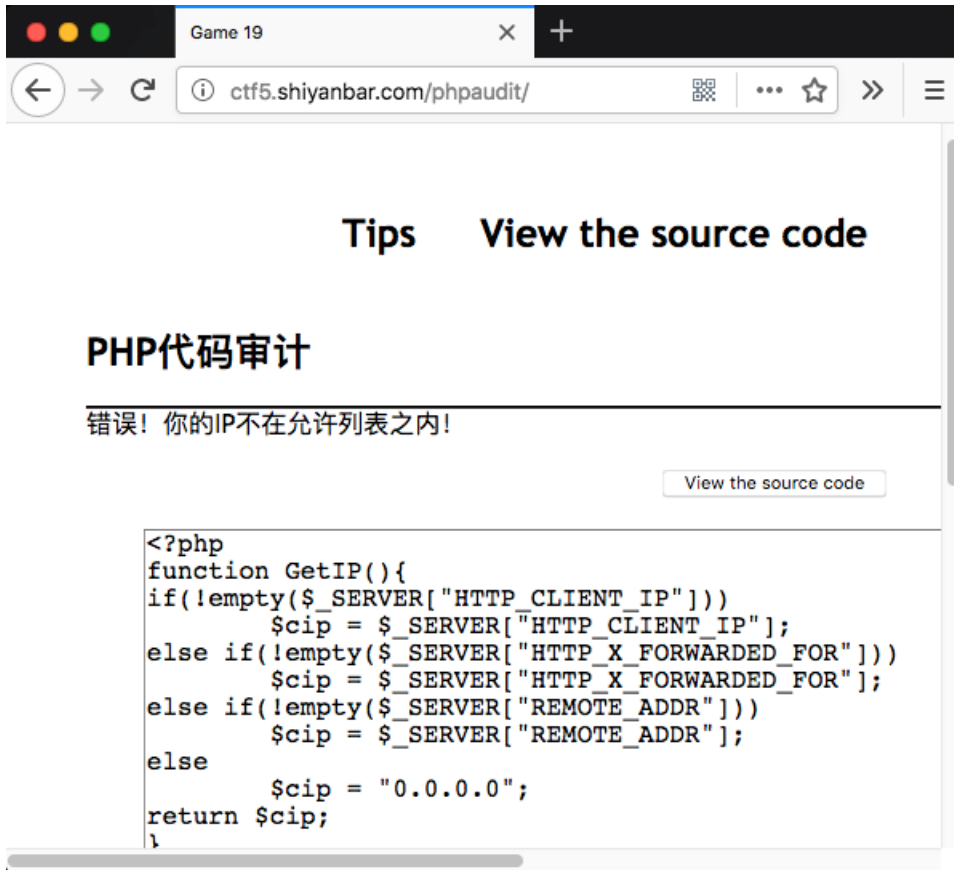 Game 19
ctf5.shiyanbar.com/phpaudit/
Tips View the source code
PHP代码审计
错误！你的IP不在允许列表之内！
View the source code
<?php
function GetIP(){
if(!empty($_SERVER["HTTP_CLIENT_IP"]))
$cip = $_SERVER["HTTP_CLIENT_IP"];
else if(!empty($_SERVER["HTTP_X_FORWARDED_FOR"]))
$cip = $_SERVER["HTTP_X_FORWARDED_FOR"];
else if(!empty($_SERVER["REMOTE_ADDR"]))
$cip = $_SERVER["REMOTE_ADDR"];
else
$cip = "0.0.0.0";
return $cip;
}